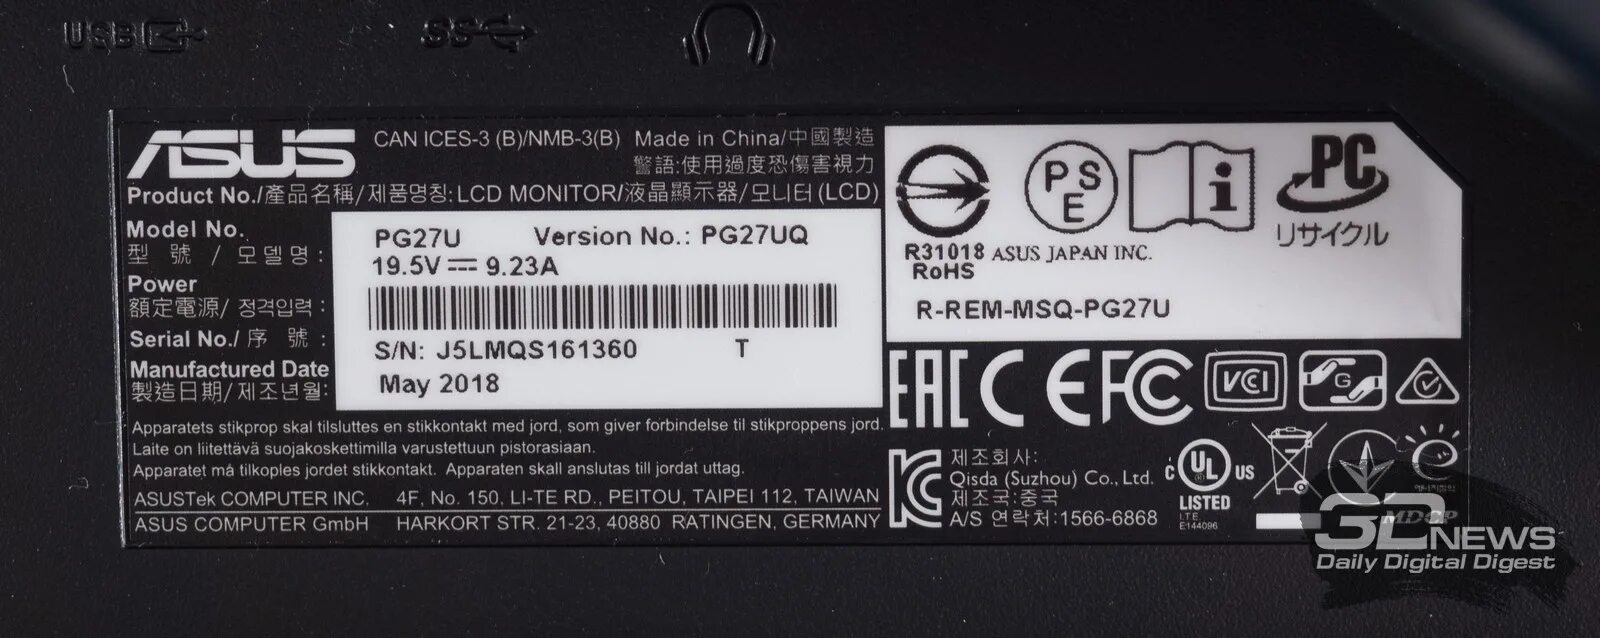 USB SS
ASUS CAN ICES-3 (B)/NMB-3(B) Made in China/中國製造
警語:使用過度恐傷害視力
Product No./產品名稱/제품명칭: LCD MONITOR/液晶顯示器/모니터 (LCD)
Model No.
型 號 / 모델명 :
PG27U Version No.: PG27UQ
Power
額定電源/ 정격입력 :
19.5V 9.23A
Serial No./ 序 號 :
S/N: J5LMQS161360 T
Manufactured Date
製造日期/ 제조년월:
May 2018
Apparatets stikprop skal tilsluttes en stikkontakt med jord, som giver forbindelse til stikproppens jord.
Laite on liitettävä suojakoskettimilla varustettuun pistorasiaan.
Apparatet må tilkoples jordet stikkontakt. Apparaten skall anslutas till jordat uttag.
ASUSTek COMPUTER INC. 4F, No. 150, LI-TE RD., PEITOU, TAIPEI 112, TAIWAN
ASUS COMPUTER GmbH HARKORT STR. 21-23, 40880 RATINGEN, GERMANY
PSE
i
PC
リサイクル
R31018 ASUS JAPAN INC.
RoHS
R-REM-MSQ-PG27U
EAC CE FC VCI G
KC
제조회사:
Qisda (Suzhou) Co., Ltd.
제조국:중국
A/S 연락처:1566-6868
C UL US
LISTED
I.T.E.
E144096
MDCP
3DNEWS
Daily Digital Digest